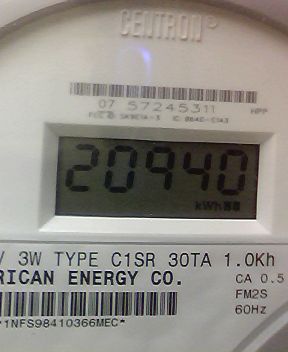 CENTRON®
07 57245311
HPP
20940
kWh
V 3W TYPE C1SR 30TA 1.0Kh
RICAN ENERGY CO.
CA 0.5
FM2S
60Hz
*1NFS98410366MEC*